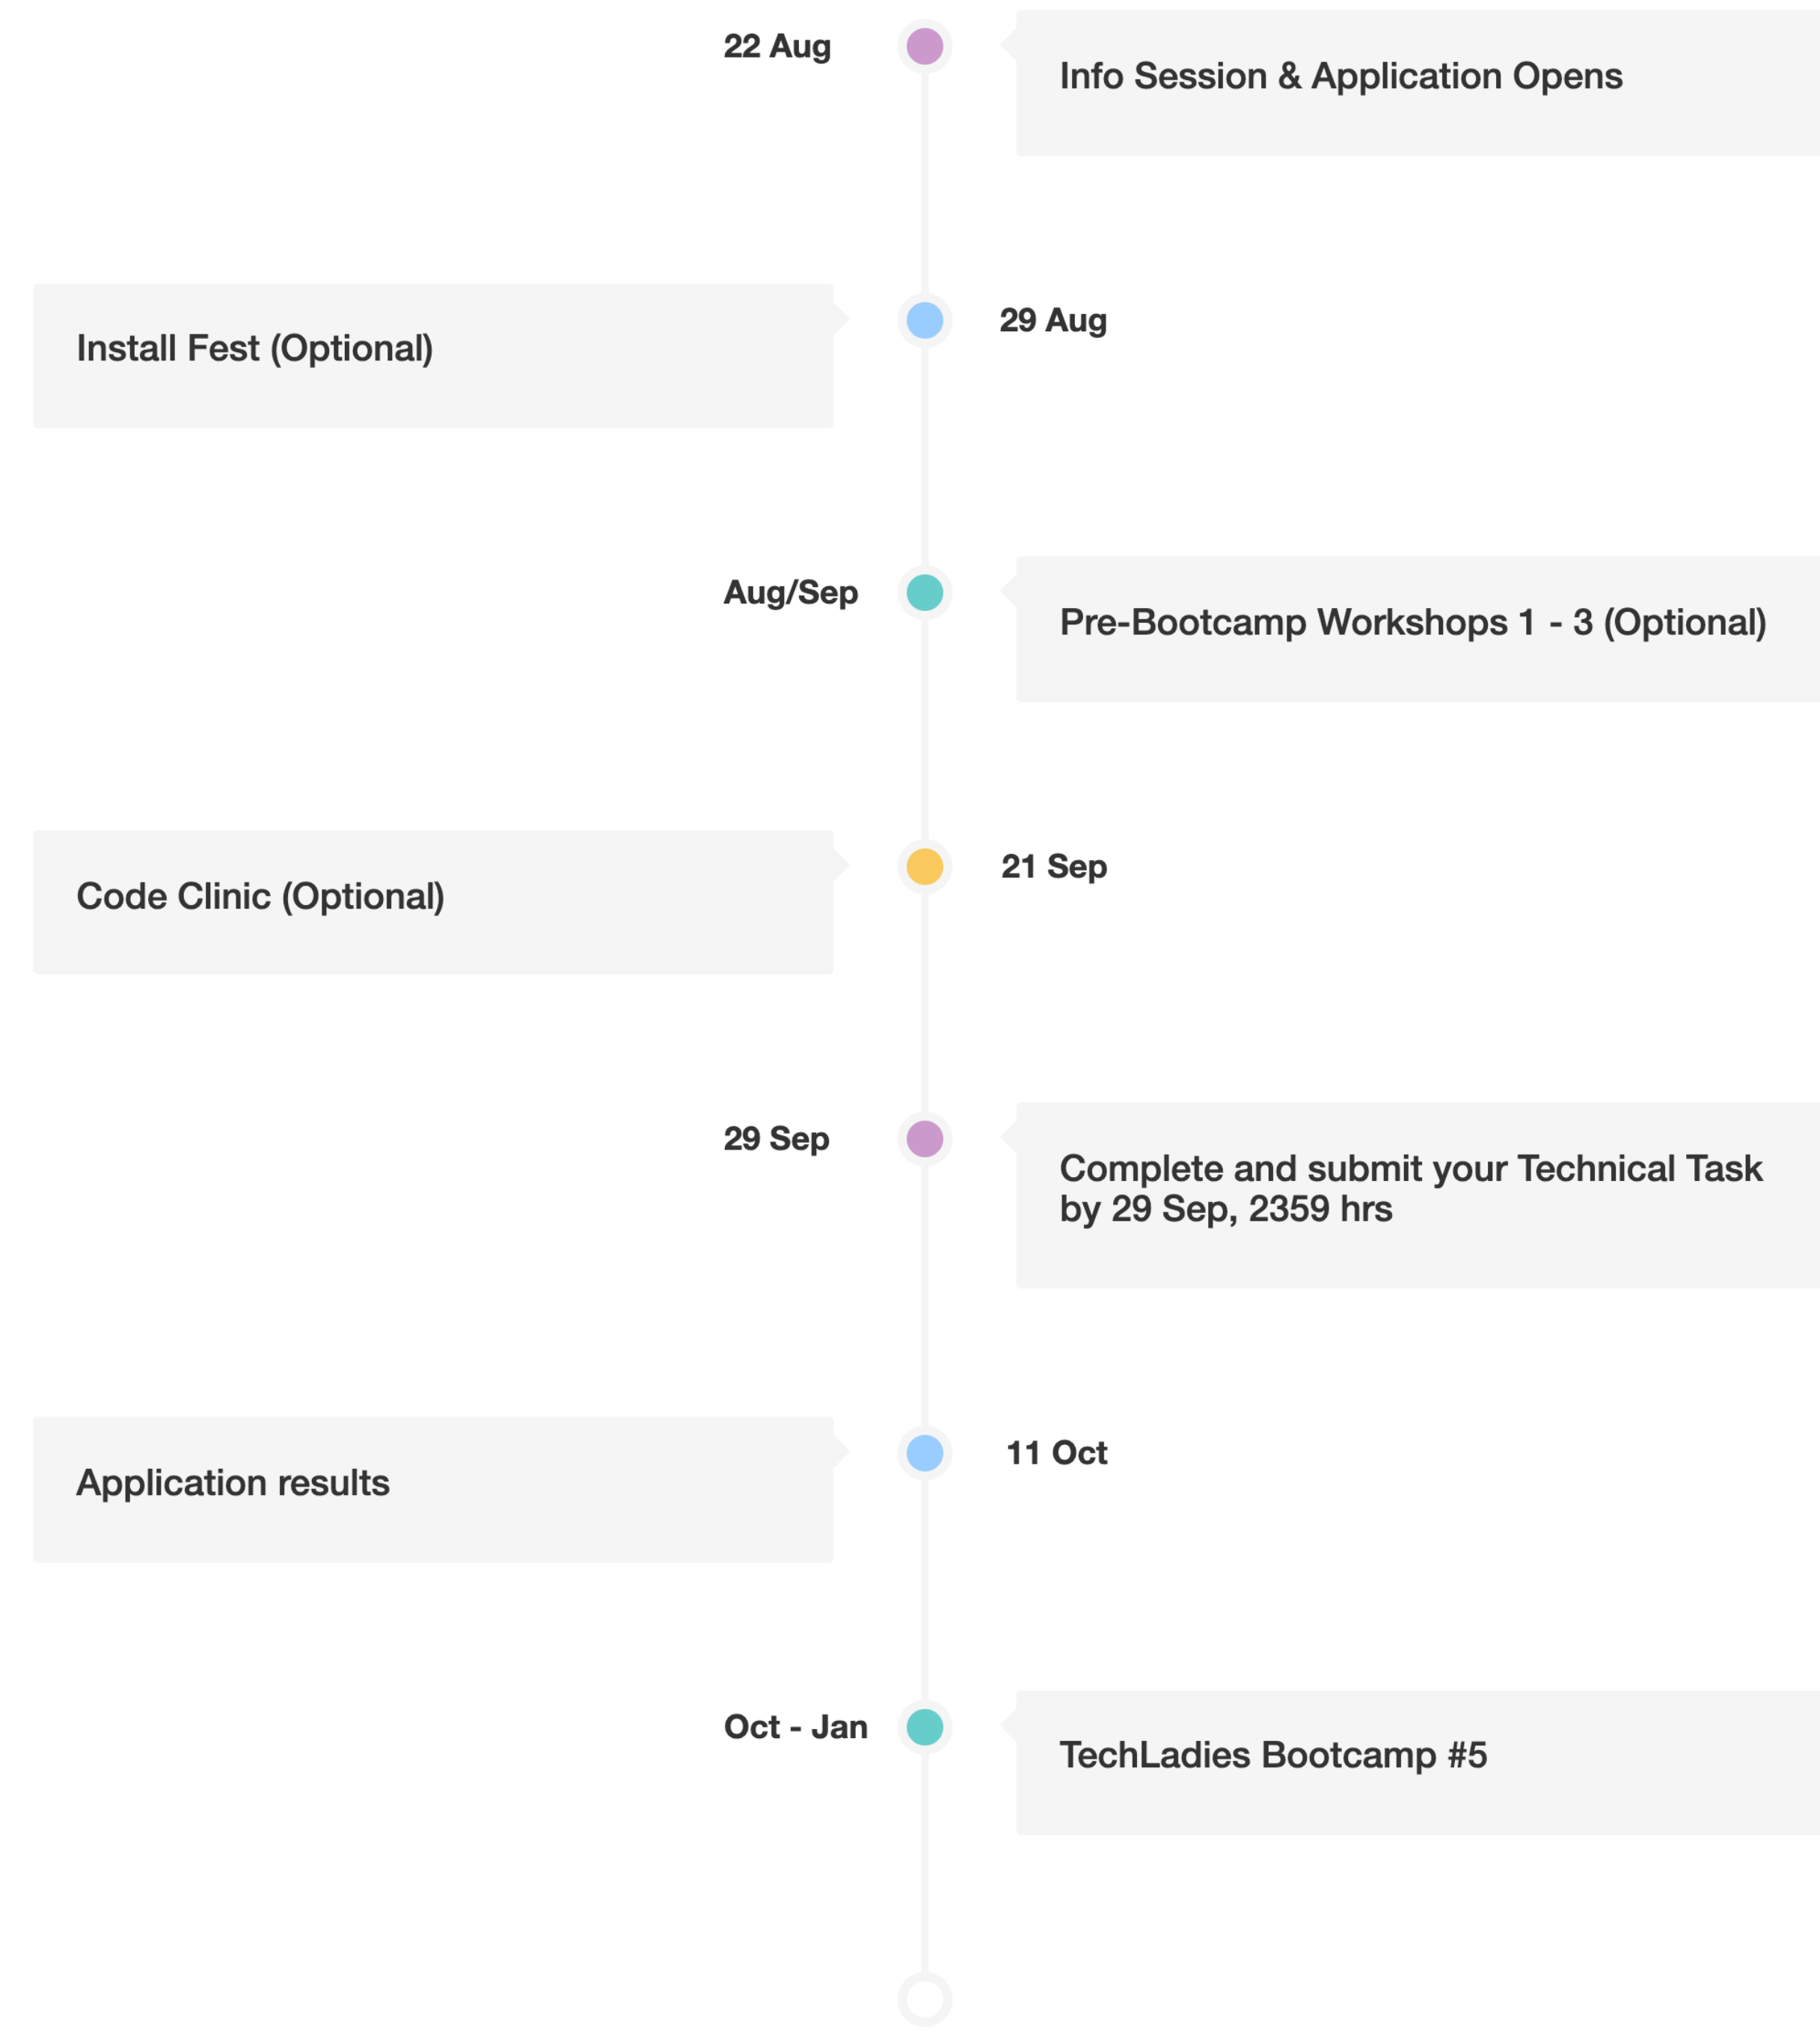 22 Aug
Info Session & Application Opens
Install Fest (Optional)
29 Aug
Aug/Sep
Pre-Bootcamp Workshops 1 - 3 (Optional)
Code Clinic (Optional)
21 Sep
29 Sep
Complete and submit your Technical Task
by 29 Sep, 2359 hrs
Application results
11 Oct
Oct - Jan
TechLadies Bootcamp #5